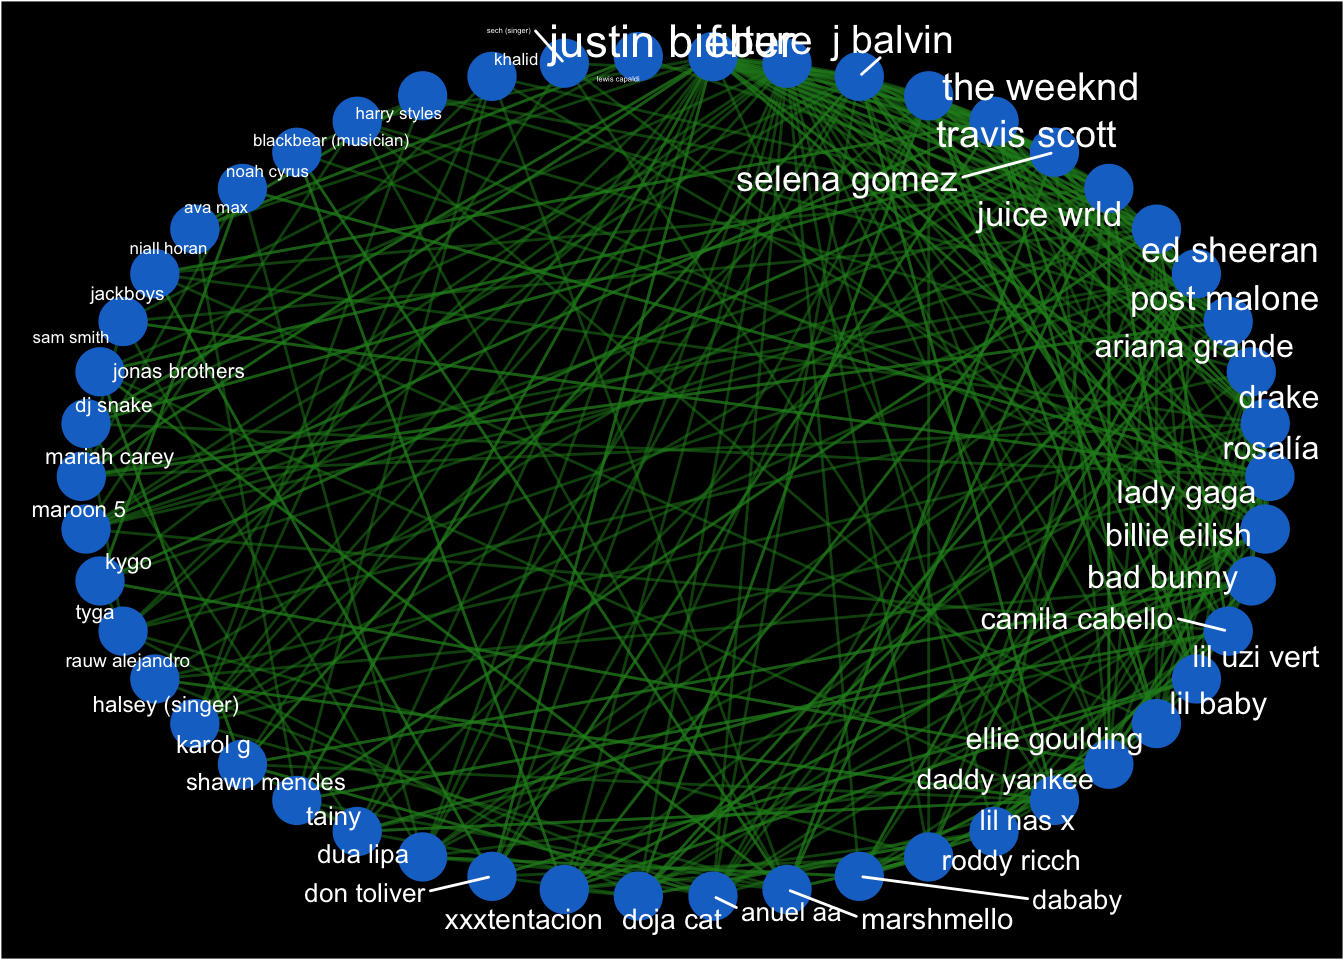 sech (singer)
justin bieber
future
j balvin
khalid
lewis capaldi
the weeknd
harry styles
travis scott
blackbear (musician)
noah cyrus
selena gomez
ava max
juice wrld
niall horan
ed sheeran
jackboys
post malone
sam smith
ariana grande
jonas brothers
dj snake
drake
mariah carey
rosalía
lady gaga
maroon 5
billie eilish
kygo
bad bunny
tyga
camila cabello
rauw alejandro
lil uzi vert
halsey (singer)
lil baby
karol g
ellie goulding
shawn mendes
daddy yankee
tainy
lil nas x
dua lipa
roddy ricch
don toliver
dababy
xxxtentacion
doja cat
anuel aa
marshmello